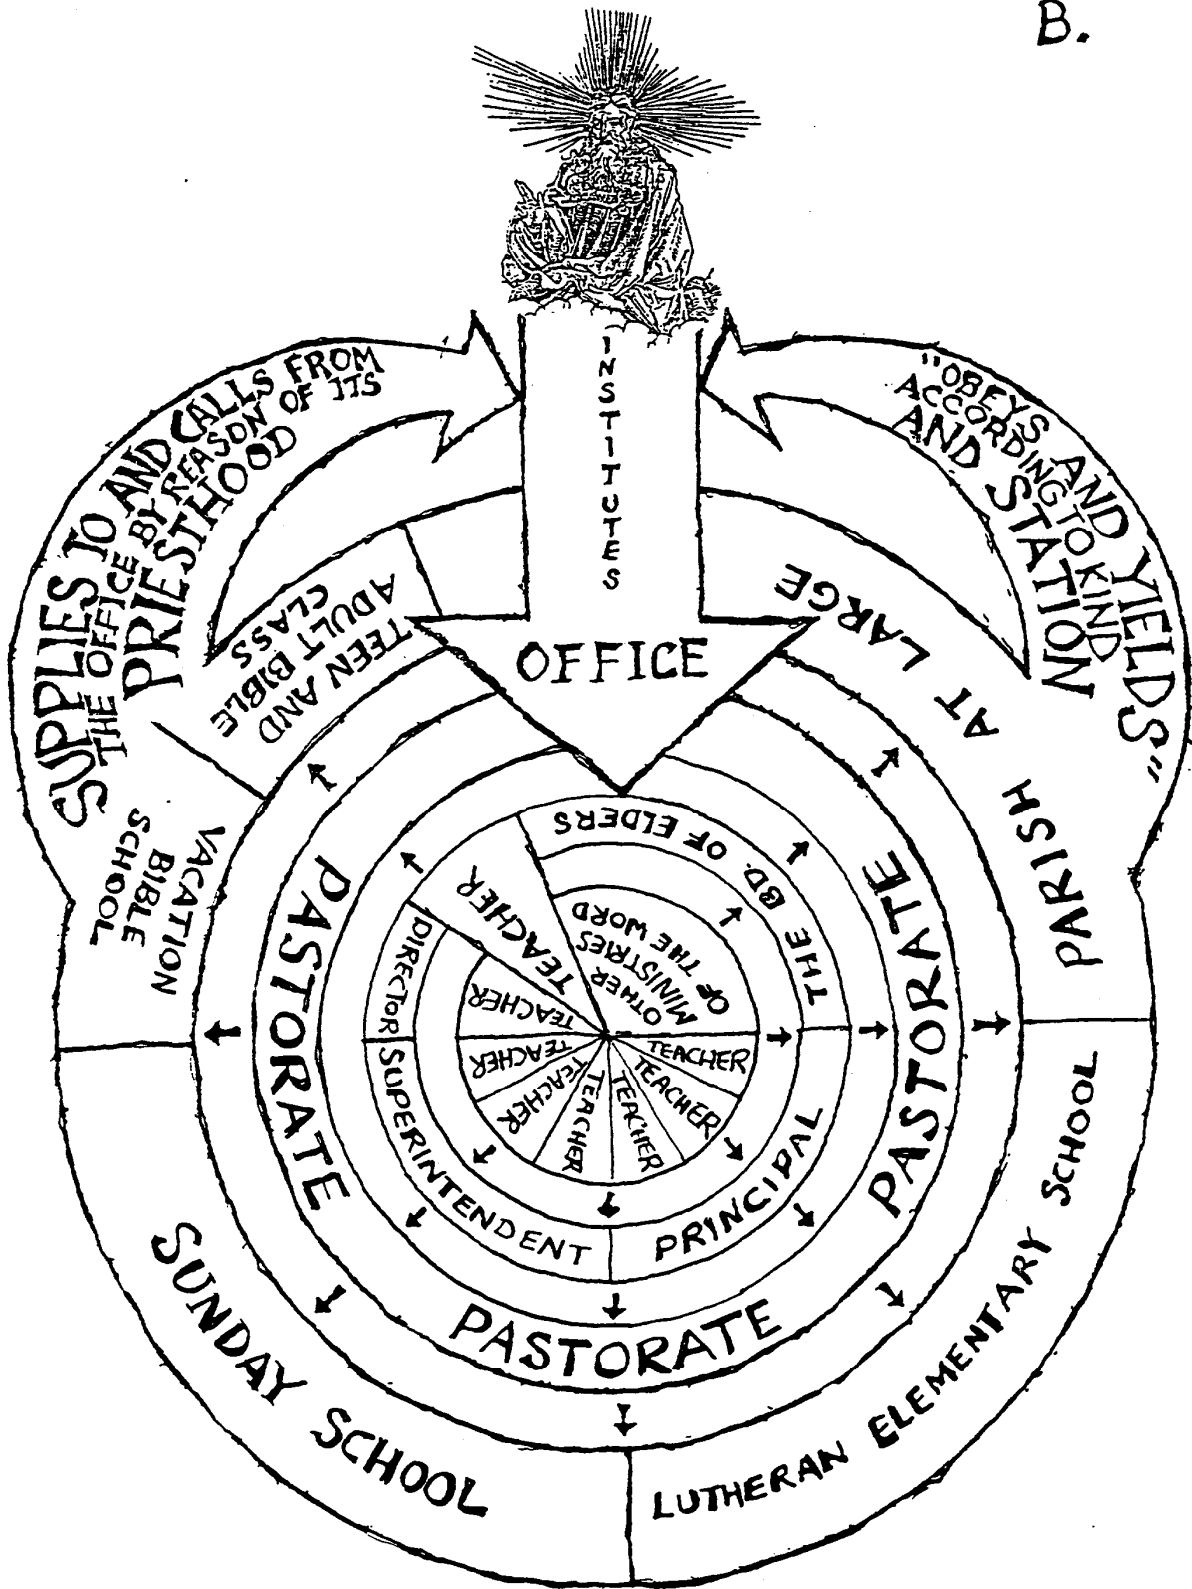 B.
INSTITUTES
OFFICE
SUPPLIES TO AND CALLS FROM
THE OFFICE BY REASON OF ITS
PRIESTHOOD
"OBEYS AND YIELDS"
ACCORDING TO KIND
AND STATION
TEEN AND
ADULT BIBLE
CLASS
VACATION
BIBLE
SCHOOL
PARISH AT LARGE
SUNDAY SCHOOL
LUTHERAN ELEMENTARY SCHOOL
PASTORATE
PASTORATE
PASTORATE
THE BD. OF ELDERS
DIRECTOR
SUPERINTENDENT
PRINCIPAL
OTHER
MINISTRIES
OF THE WORD
TEACHER
TEACHER
TEACHER
TEACHER
TEACHER
TEACHER
TEACHER
TEACHER